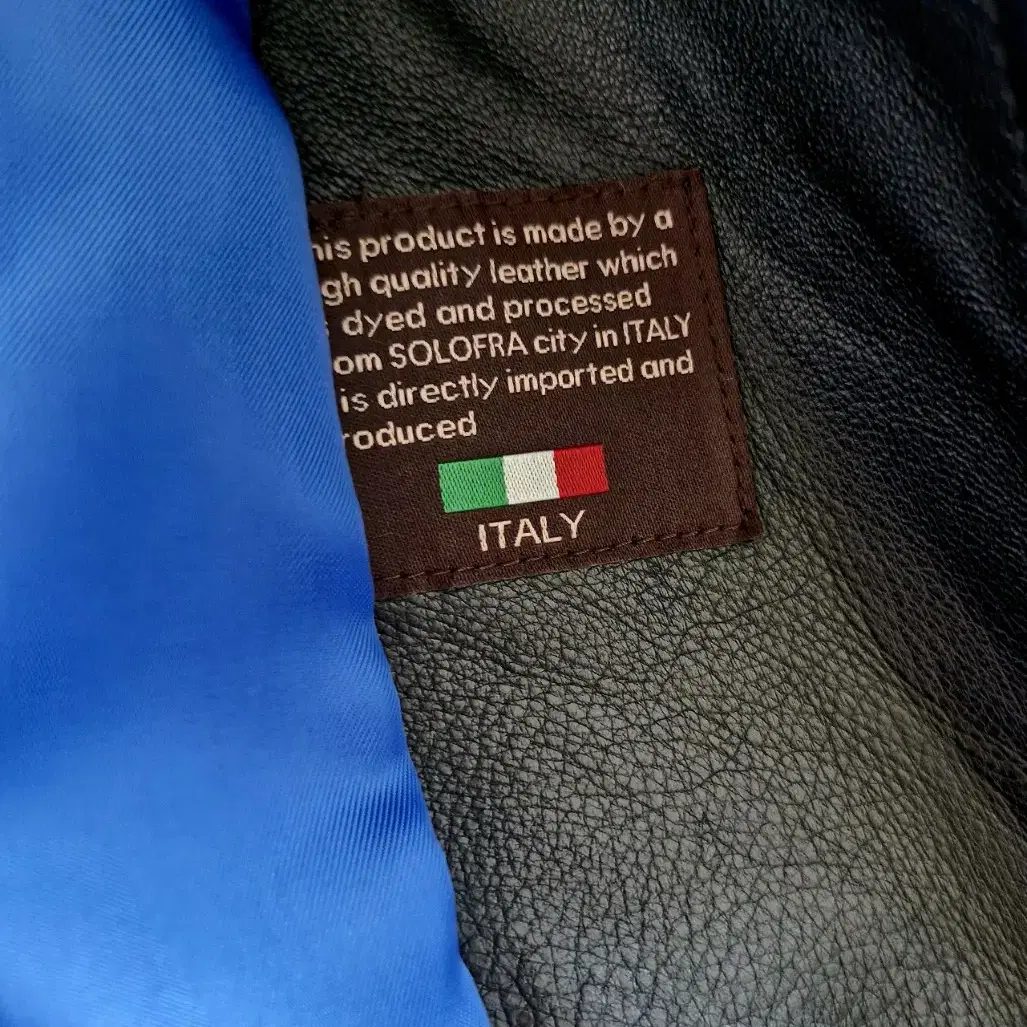 his product is made by a
gh quality leather which
dyed and processed
om SOLOFRA city in ITALY
is directly imported and
roduced
ITALY